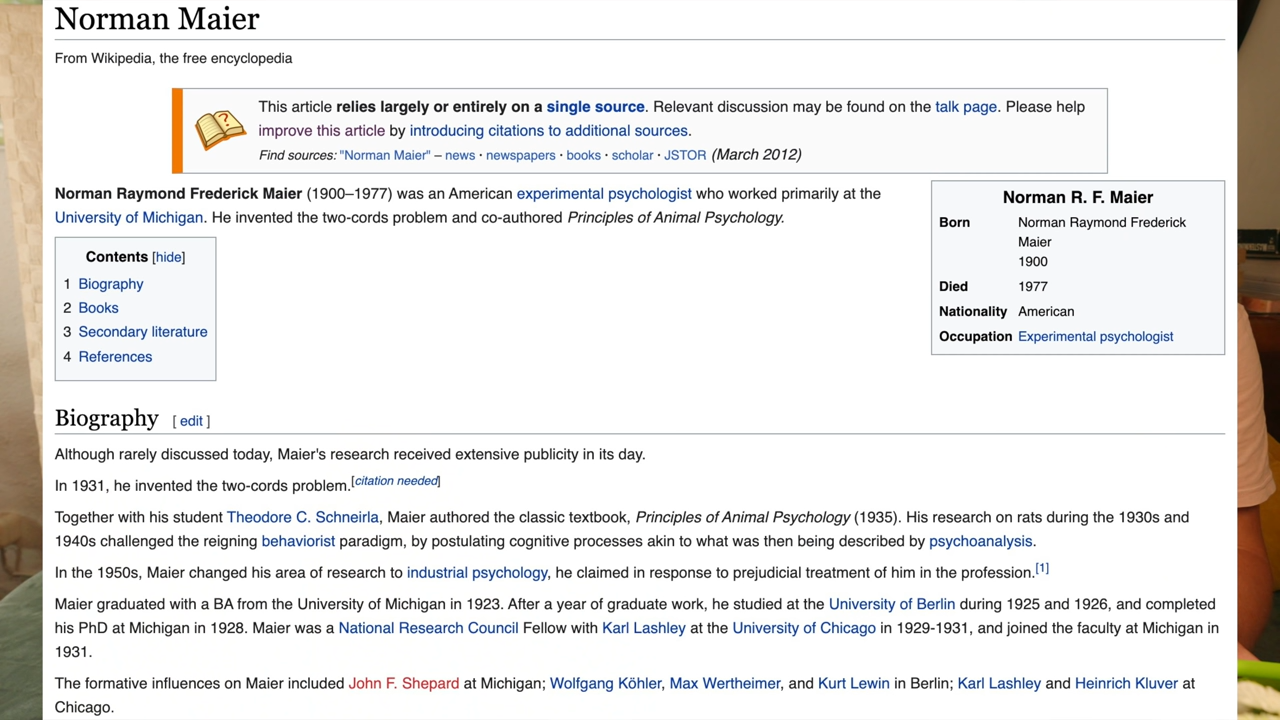 Norman Maier
From Wikipedia, the free encyclopedia
This article relies largely or entirely on a single source. Relevant discussion may be found on the talk page. Please help
improve this article by introducing citations to additional sources.
Find sources: "Norman Maier" – news · newspapers · books · scholar · JSTOR (March 2012)
Norman Raymond Frederick Maier (1900–1977) was an American experimental psychologist who worked primarily at the
University of Michigan. He invented the two-cords problem and co-authored Principles of Animal Psychology.
Norman R. F. Maier
Born Norman Raymond Frederick
Maier
1900
Died 1977
Nationality American
Occupation Experimental psychologist
Contents [hide]
1 Biography
2 Books
3 Secondary literature
4 References
Biography [ edit ]
Although rarely discussed today, Maier's research received extensive publicity in its day.
In 1931, he invented the two-cords problem.[citation needed]
Together with his student Theodore C. Schneirla, Maier authored the classic textbook, Principles of Animal Psychology (1935). His research on rats during the 1930s and
1940s challenged the reigning behaviorist paradigm, by postulating cognitive processes akin to what was then being described by psychoanalysis.
In the 1950s, Maier changed his area of research to industrial psychology, he claimed in response to prejudicial treatment of him in the profession.[1]
Maier graduated with a BA from the University of Michigan in 1923. After a year of graduate work, he studied at the University of Berlin during 1925 and 1926, and completed
his PhD at Michigan in 1928. Maier was a National Research Council Fellow with Karl Lashley at the University of Chicago in 1929-1931, and joined the faculty at Michigan in
1931.
The formative influences on Maier included John F. Shepard at Michigan; Wolfgang Köhler, Max Wertheimer, and Kurt Lewin in Berlin; Karl Lashley and Heinrich Kluver at
Chicago.